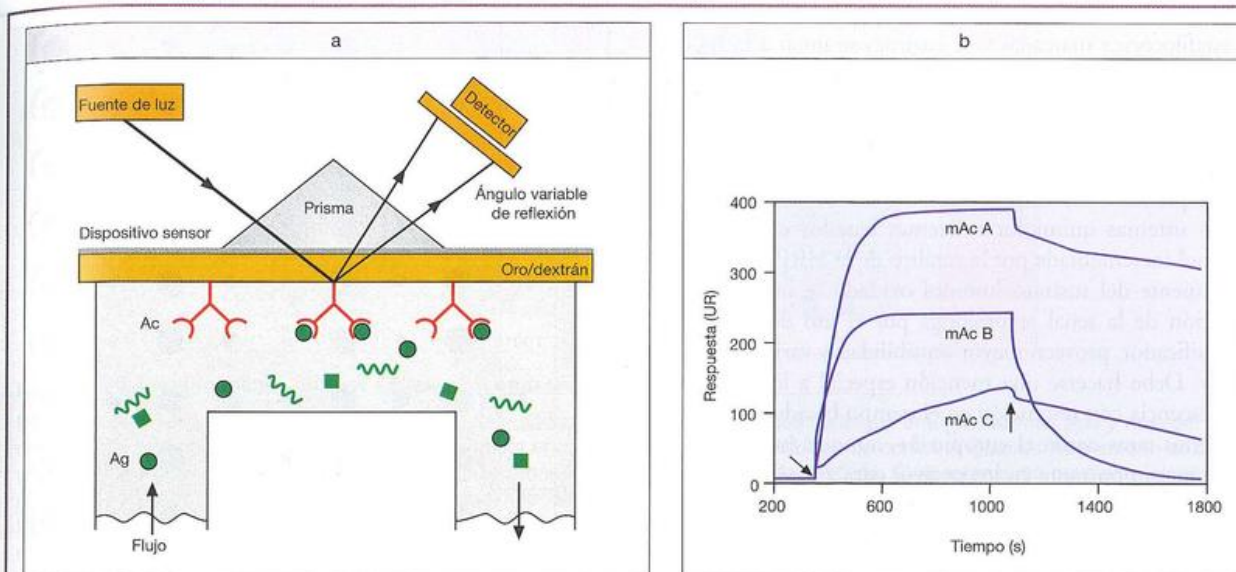 a
Fuente de luz
Detector
Prisma
Ángulo variable
de reflexión
Dispositivo sensor
Oro/dextrán
Ac
Ag
Flujo
b
400
mAc A
300
mAc B
200
mAc C
100
0
Respuesta (UR)
200
600
1000
1400
1800
Tiempo (s)